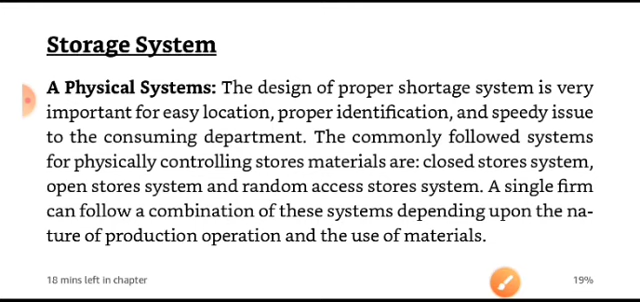 Storage System
A Physical Systems: The design of proper shortage system is very
important for easy location, proper identification, and speedy issue
to the consuming department. The commonly followed systems
for physically controlling stores materials are: closed stores system,
open stores system and random access stores system. A single firm
can follow a combination of these systems depending upon the na-
ture of production operation and the use of materials.
18 mins left in chapter 19%